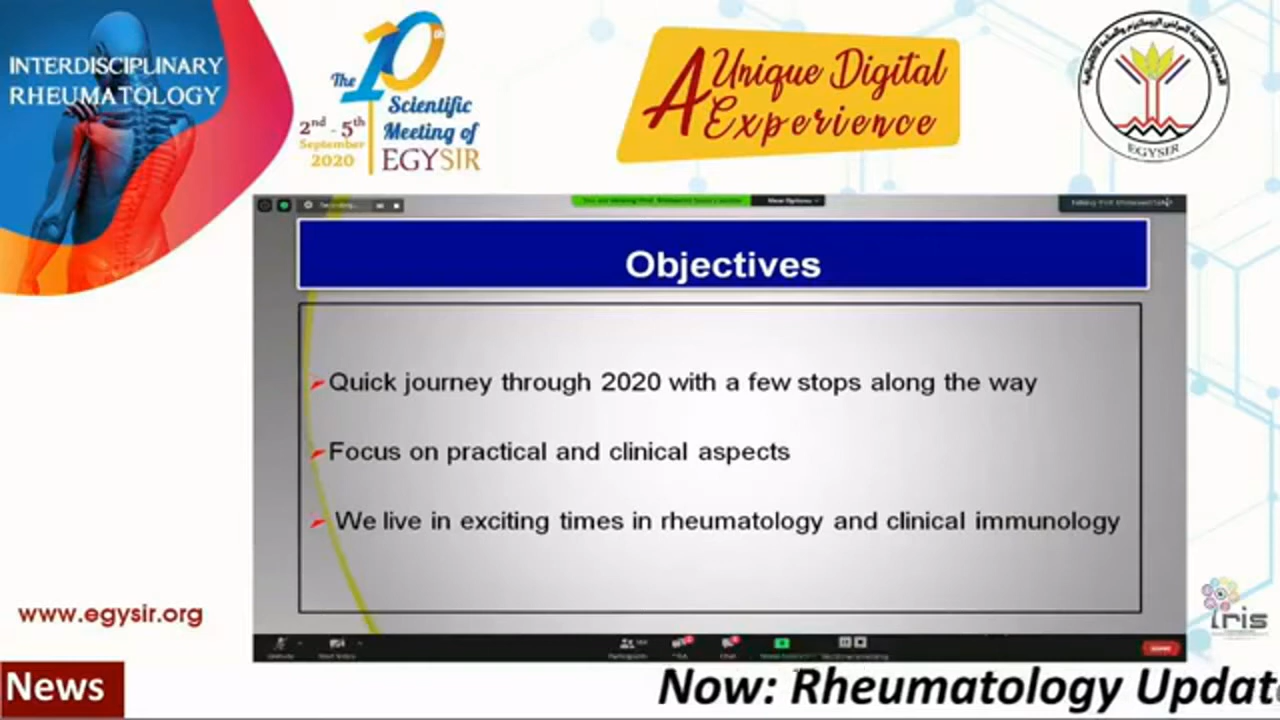 INTERDISCIPLINARY
RHEUMATOLOGY
The 10th
Scientific
Meeting of
EGYSIR
2nd - 5th
September
2020
A Unique Digital
Experience
EGYSIR
Objectives
Quick journey through 2020 with a few stops along the way
Focus on practical and clinical aspects
We live in exciting times in rheumatology and clinical immunology
www.egysir.org
iris
News
Now: Rheumatology Updat